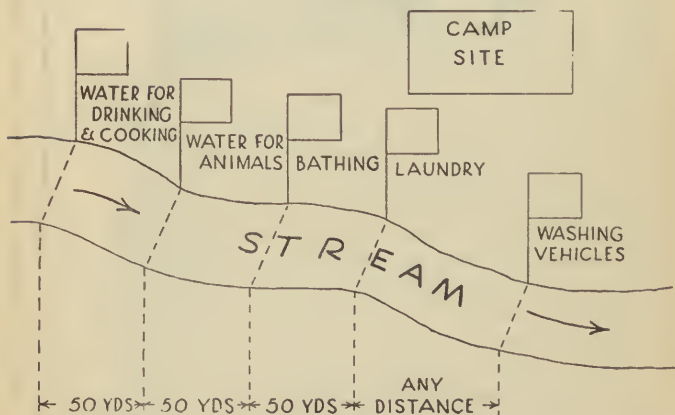 CAMP
SITE
WATER FOR
DRINKING
& COOKING
WATER FOR
ANIMALS
BATHING
LAUNDRY
WASHING
VEHICLES
STREAM
50 YDS
50 YDS
50 YDS
ANY
DISTANCE